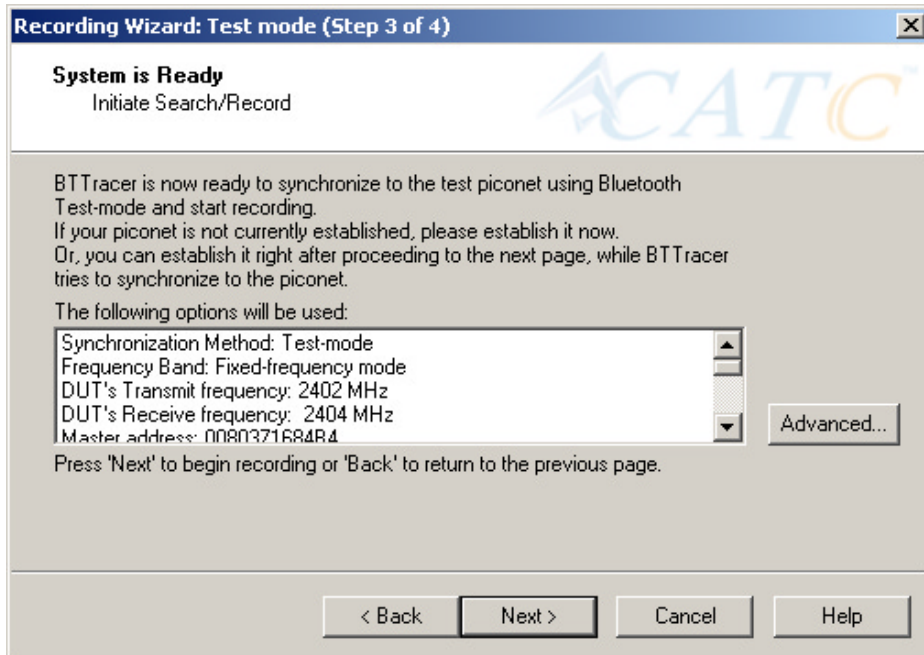 Recording Wizard: Test mode (Step 3 of 4)
System is Ready
Initiate Search/Record
CATC™
BTTracer is now ready to synchronize to the test piconet using Bluetooth
Test-mode and start recording.
If your piconet is not currently established, please establish it now.
Or, you can establish it right after proceeding to the next page, while BTTracer
tries to synchronize to the piconet.
The following options will be used:
Synchronization Method: Test-mode
Frequency Band: Fixed-frequency mode
DUT's Transmit frequency: 2402 MHz
DUT's Receive frequency:  2404 MHz
Master address: 0080371684B4
Advanced...
Press 'Next' to begin recording or 'Back' to return to the previous page.
< Back
Next >
Cancel
Help